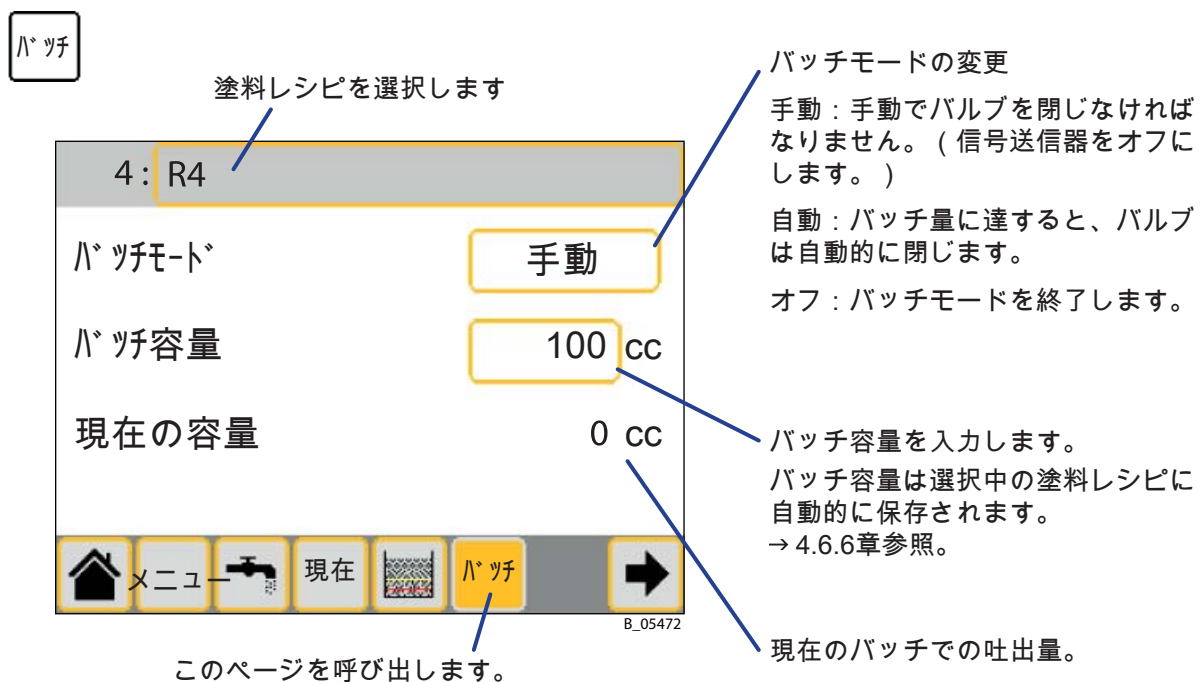 バッチ
塗料レシピを選択します
4: R4
バッチモード
手動
バッチ容量
100 cc
現在の容量
0 cc
メニュー
現在
バッチ
B_05472
このページを呼び出します。
バッチモードの変更
手動：手動でバルブを閉じなければ
なりません。（信号送信器をオフに
します。）
自動：バッチ量に達すると、バルブ
は自動的に閉じます。
オフ：バッチモードを終了します。
バッチ容量を入力します。
バッチ容量は選択中の塗料レシピに
自動的に保存されます。
→ 4.6.6章参照。
現在のバッチでの吐出量。